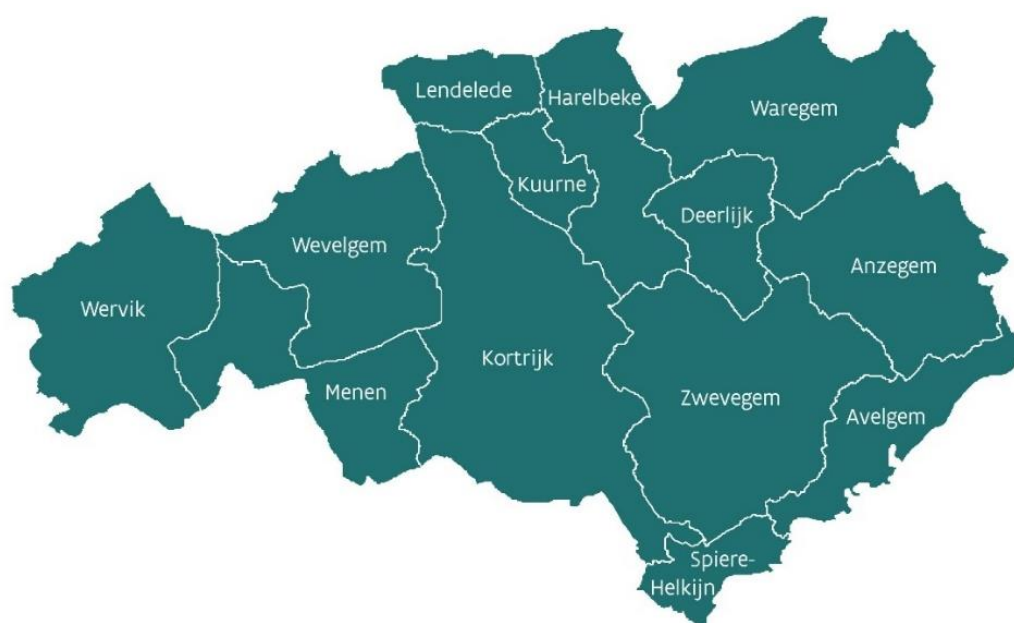 Lendelede
Harelbeke
Waregem
Kuurne
Deerlijk
Wevelgem
Anzegem
Wervik
Kortrijk
Menen
Zwevegem
Avelgem
Spiere-
Helkijn